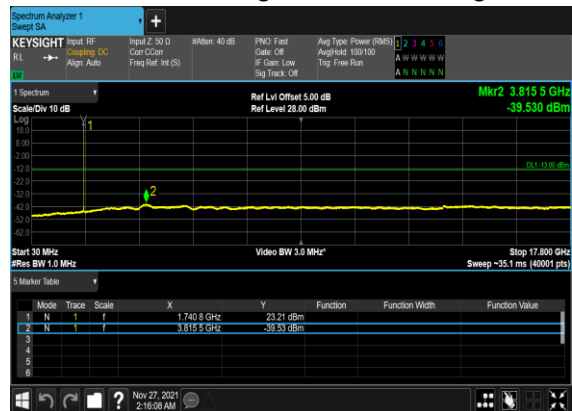 Spectrum Analyzer 1
Swept SA
+
KEYSIGHT Input: RF Input Z: 50 Ω #Atten: 40 dB PNO: Fast Avg Type: Power (RMS) 1 2 3 4 5 6
RL Coupling: DC Corr CCorr Gate: Off Avg|Hold: 100/100 A W W W W W
Align: Auto Freq Ref: Int (S) IF Gain: Low Trig: Free Run
Sig Track: Off A N N N N N
1 Spectrum Ref Lvl Offset 5.00 dB Mkr2 3.815 5 GHz
Scale/Div 10 dB Ref Level 28.00 dBm -39.530 dBm
Log
18.0
1
8.00
-2.00
-12.0 DL1 -13.00 dBm
-22.0
-32.0 2
-42.0
-52.0
-62.0
Start 30 MHz Video BW 3.0 MHz* Stop 17.800 GHz
#Res BW 1.0 MHz Sweep ~35.1 ms (40001 pts)
5 Marker Table
Mode Trace Scale X Y Function Function Width Function Value
1 N 1 f 1.740 8 GHz 23.21 dBm
2 N 1 f 3.815 5 GHz -39.53 dBm
3
4
5
6
? Nov 27, 2021
2:16:08 AM